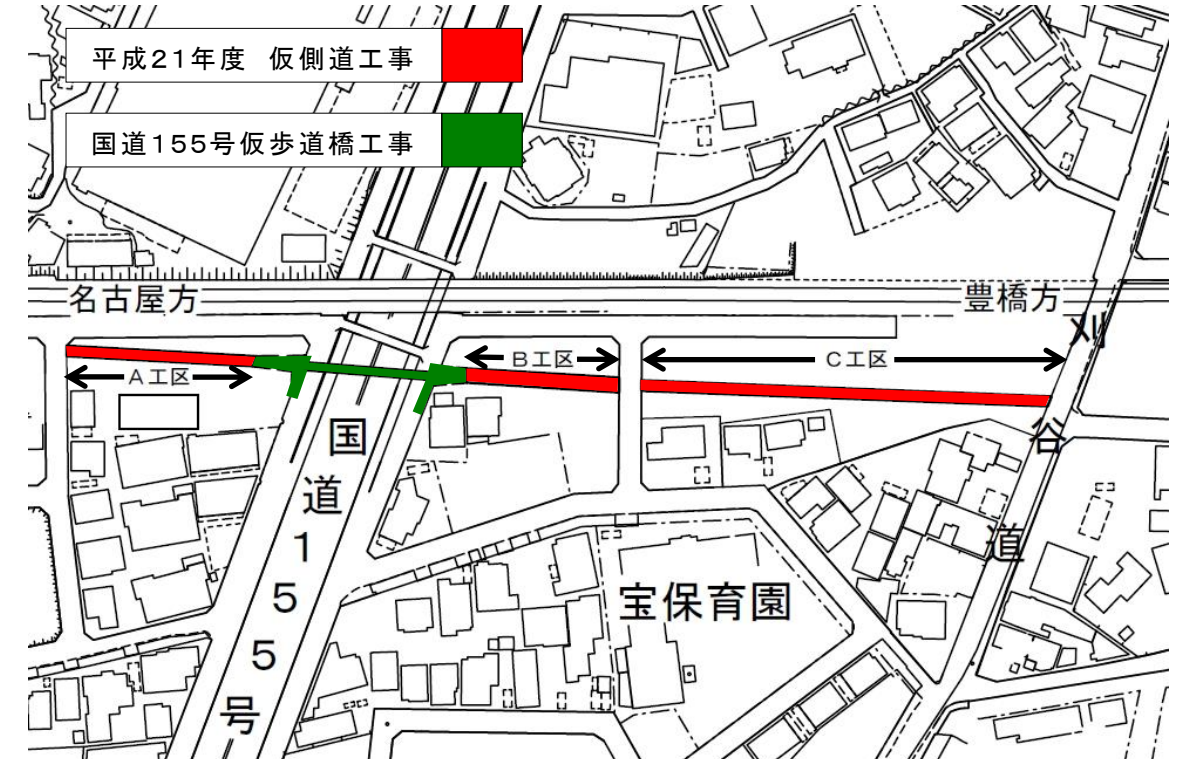 平成21年度 仮側道工事
国道155号仮歩道橋工事
名古屋方
豊橋方
A工区
B工区
C工区
国道155号
刈谷道
宝保育園